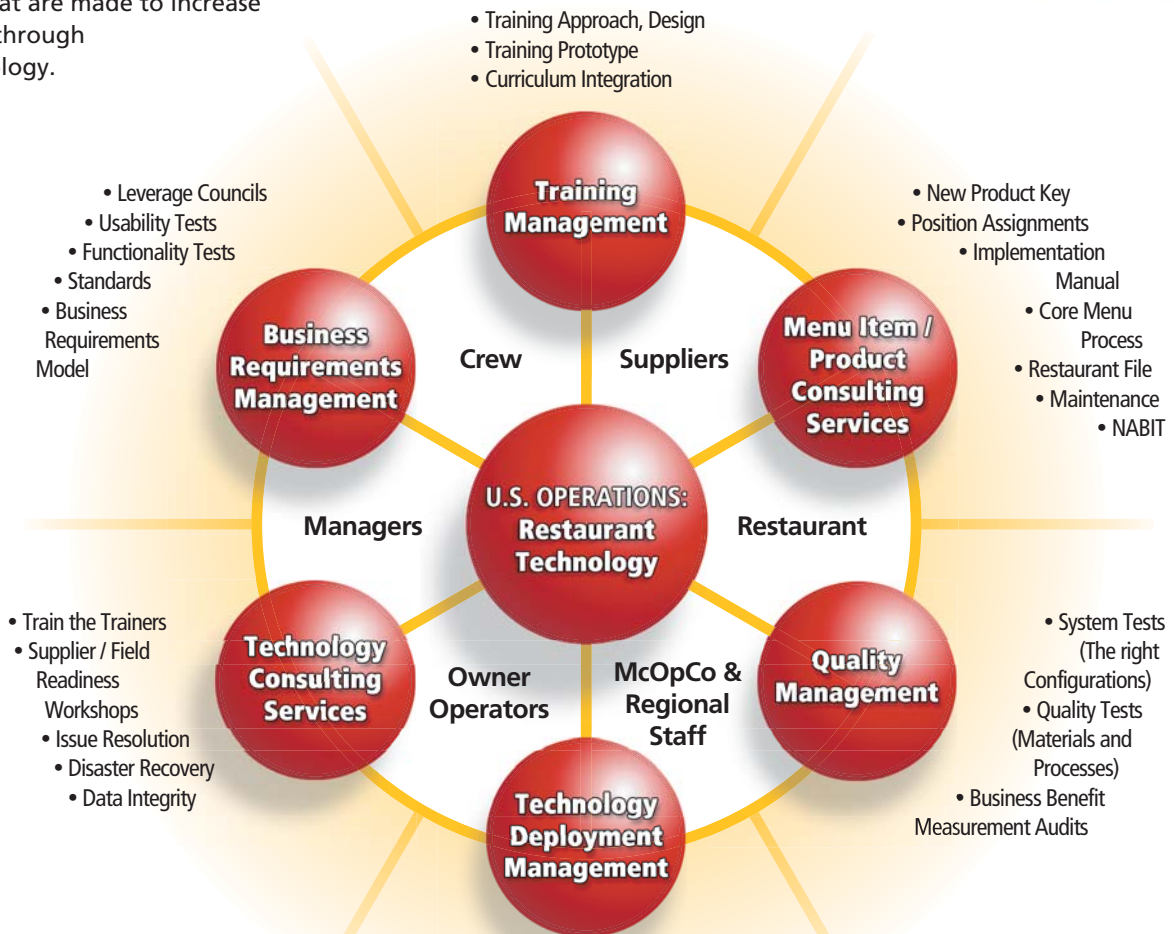 at are made to increase
through
ology.
• Training Approach, Design
• Training Prototype
• Curriculum Integration
Training
Management
• Leverage Councils
• Usability Tests
• Functionality Tests
• Standards
• Business
Requirements
Model
Business
Requirements
Management
Crew
Suppliers
Menu Item /
Product
Consulting
Services
• New Product Key
• Position Assignments
• Implementation
Manual
• Core Menu
Process
• Restaurant File
• Maintenance
• NABIT
Managers
U.S. OPERATIONS:
Restaurant
Technology
Restaurant
• Train the Trainers
• Supplier / Field
Readiness
Workshops
• Issue Resolution
• Disaster Recovery
• Data Integrity
Technology
Consulting
Services
Owner
Operators
McOpCo &
Regional
Staff
Quality
Management
• System Tests
(The right
Configurations)
• Quality Tests
(Materials and
Processes)
• Business Benefit
Measurement Audits
Technology
Deployment
Management